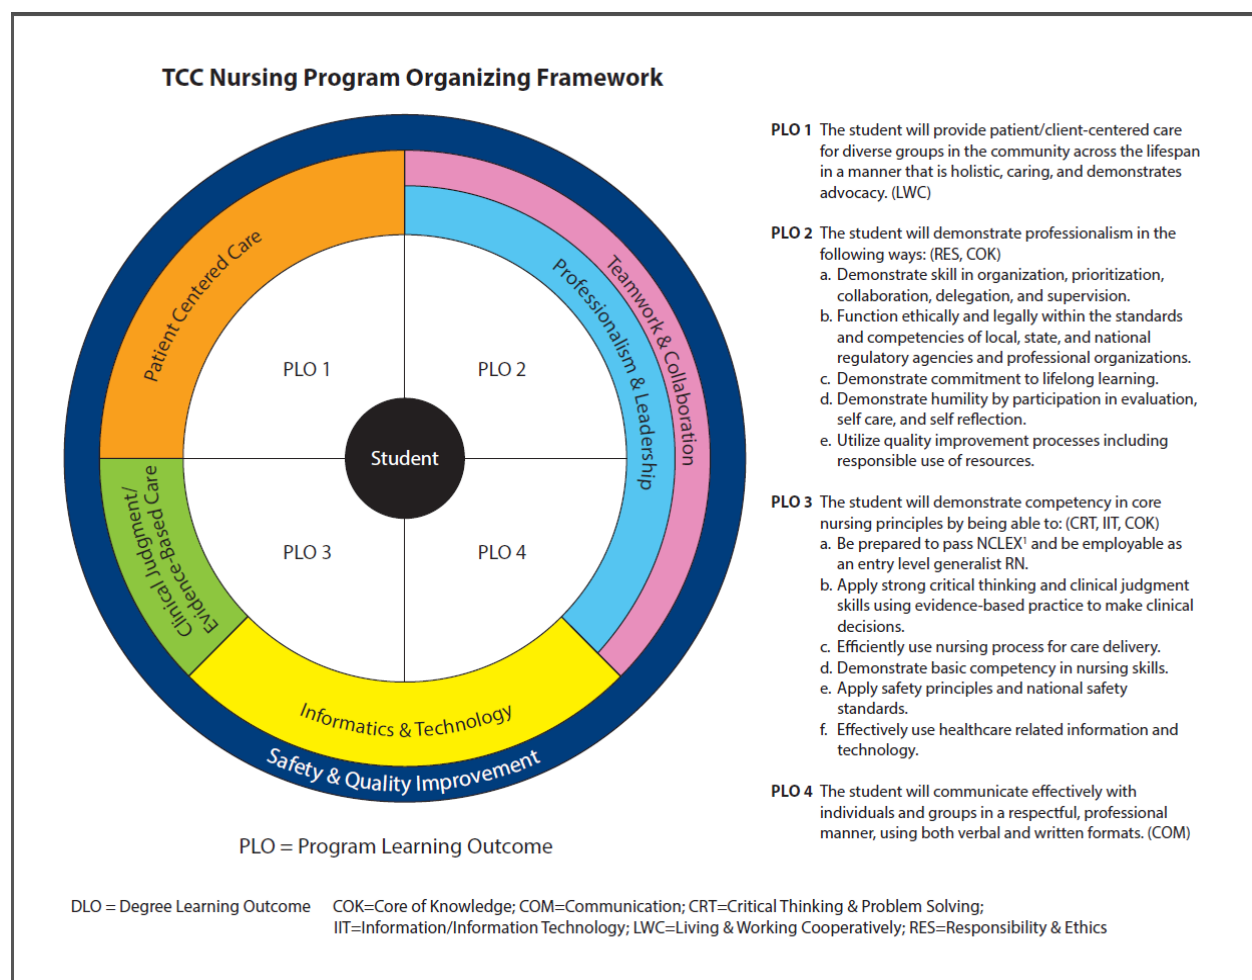 TCC Nursing Program Organizing Framework
Patient Centered Care
Teamwork & Collaboration
Professionalism & Leadership
PLO 1
PLO 2
Student
Clinical Judgment/
Evidence-Based Care
PLO 3
PLO 4
Informatics & Technology
Safety & Quality Improvement
PLO = Program Learning Outcome
PLO 1 The student will provide patient/client-centered care
for diverse groups in the community across the lifespan
in a manner that is holistic, caring, and demonstrates
advocacy. (LWC)
PLO 2 The student will demonstrate professionalism in the
following ways: (RES, COK)
a. Demonstrate skill in organization, prioritization,
collaboration, delegation, and supervision.
b. Function ethically and legally within the standards
and competencies of local, state, and national
regulatory agencies and professional organizations.
c. Demonstrate commitment to lifelong learning.
d. Demonstrate humility by participation in evaluation,
self care, and self reflection.
e. Utilize quality improvement processes including
responsible use of resources.
PLO 3 The student will demonstrate competency in core
nursing principles by being able to: (CRT, IIT, COK)
a. Be prepared to pass NCLEX¹ and be employable as
an entry level generalist RN.
b. Apply strong critical thinking and clinical judgment
skills using evidence-based practice to make clinical
decisions.
c. Efficiently use nursing process for care delivery.
d. Demonstrate basic competency in nursing skills.
e. Apply safety principles and national safety
standards.
f. Effectively use healthcare related information and
technology.
PLO 4 The student will communicate effectively with
individuals and groups in a respectful, professional
manner, using both verbal and written formats. (COM)
DLO = Degree Learning Outcome COK=Core of Knowledge; COM=Communication; CRT=Critical Thinking & Problem Solving;
IIT=Information/Information Technology; LWC=Living & Working Cooperatively; RES=Responsibility & Ethics